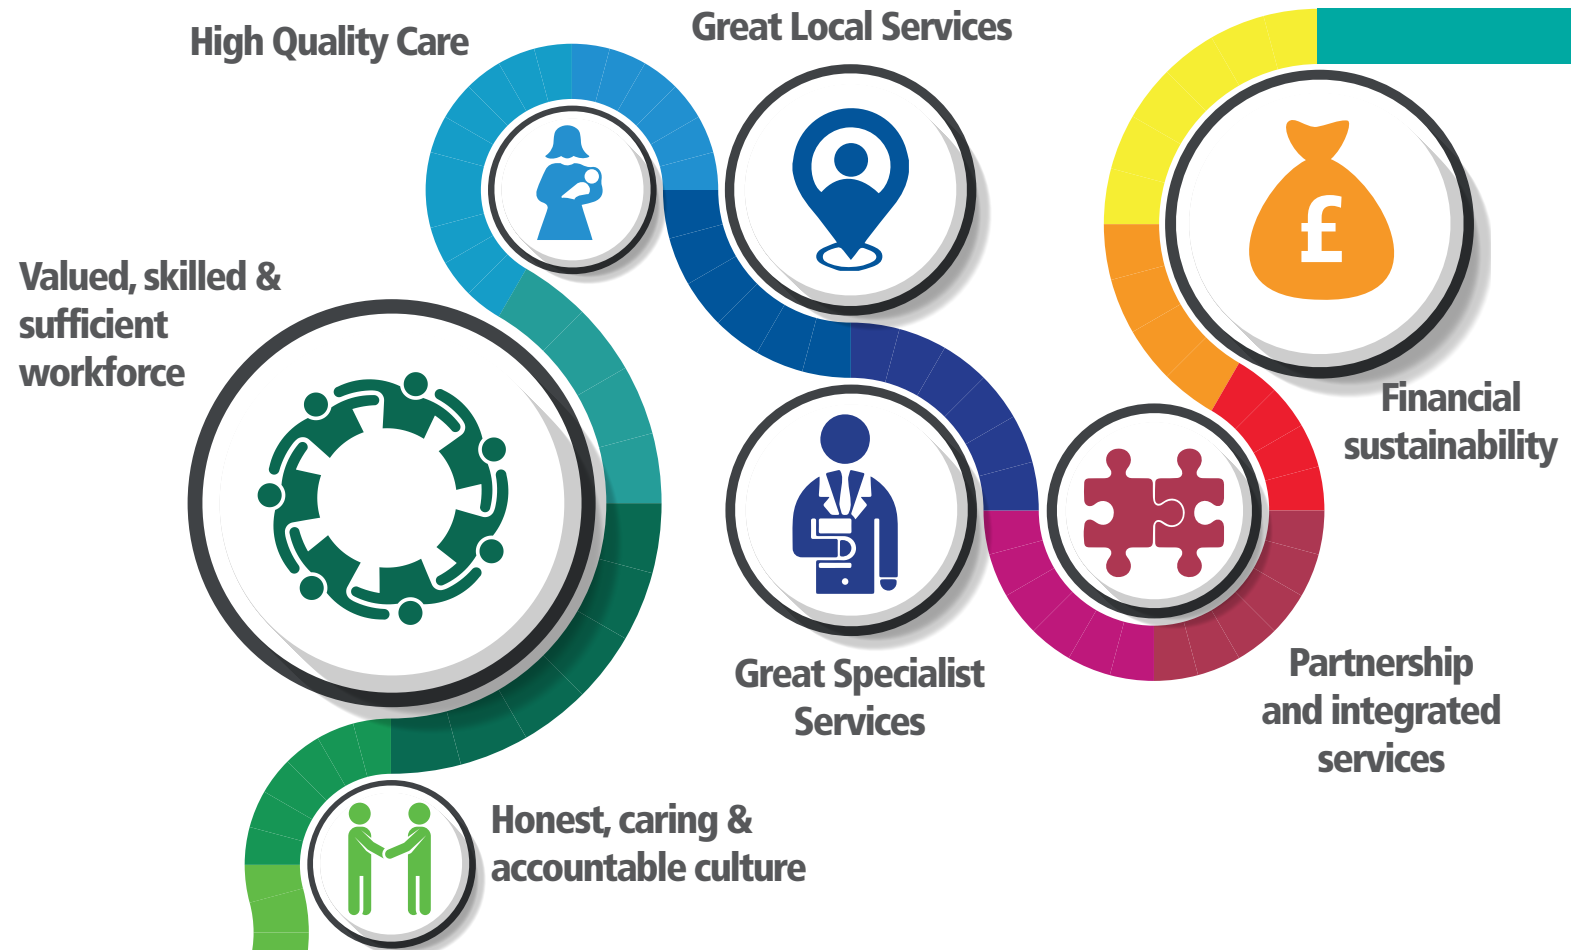 High Quality Care
Great Local Services
Valued, skilled &
sufficient
workforce
£
Financial
sustainability
Great Specialist
Services
Partnership
and integrated
services
Honest, caring &
accountable culture